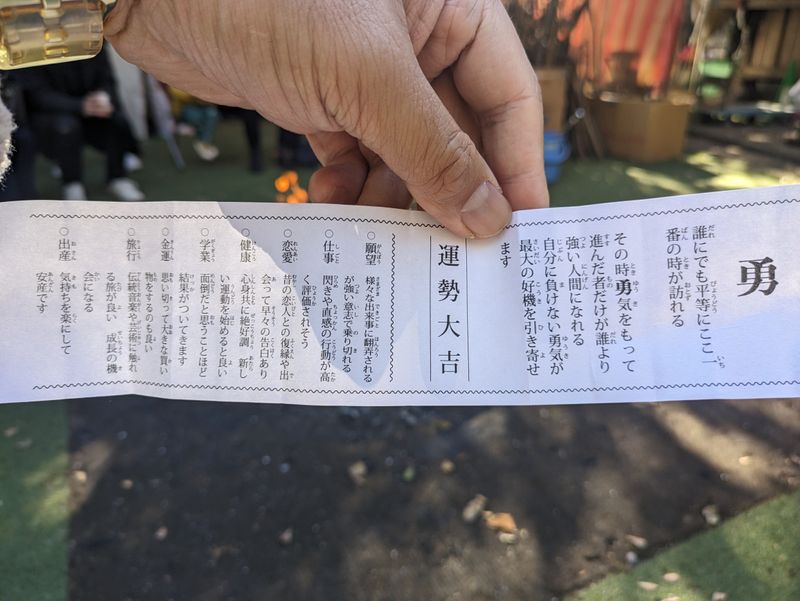 勇
誰にでも平等にここ一
番の時が訪れる
その時勇気をもって
進んだ者だけが誰より
強い人間になれる
自分に負けない勇気が
最大の好機を引き寄せ
ます
運勢大吉
○願望 様々な出来事に翻弄される
が強い意志で乗り切れる
○仕事 閃きや直感の行動が高
く評価されそう
○恋愛 昔の恋人との復縁や出
会って早々の告白あり
○健康 心身共に絶好調 新し
い運動を始めると良い
○学業 面倒だと思うことほど
結果がついてきます
○金運 思い切って大きな買い
物をするのも良い
○旅行 伝統音楽や芸術に触れ
る旅が良い 成長の機
会になる
○出産 気持ちを楽にして
安産です